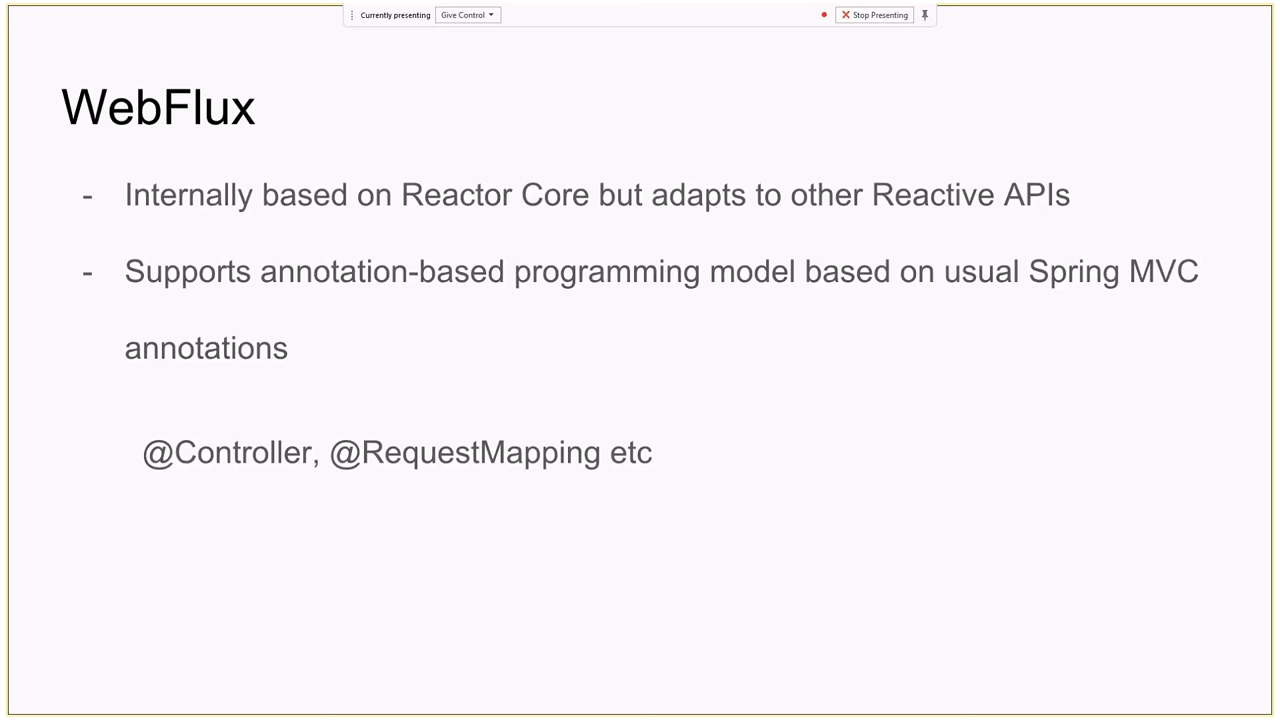 Currently presenting Give Control Stop Presenting
WebFlux
- Internally based on Reactor Core but adapts to other Reactive APIs
- Supports annotation-based programming model based on usual Spring MVC
annotations
@Controller, @RequestMapping etc